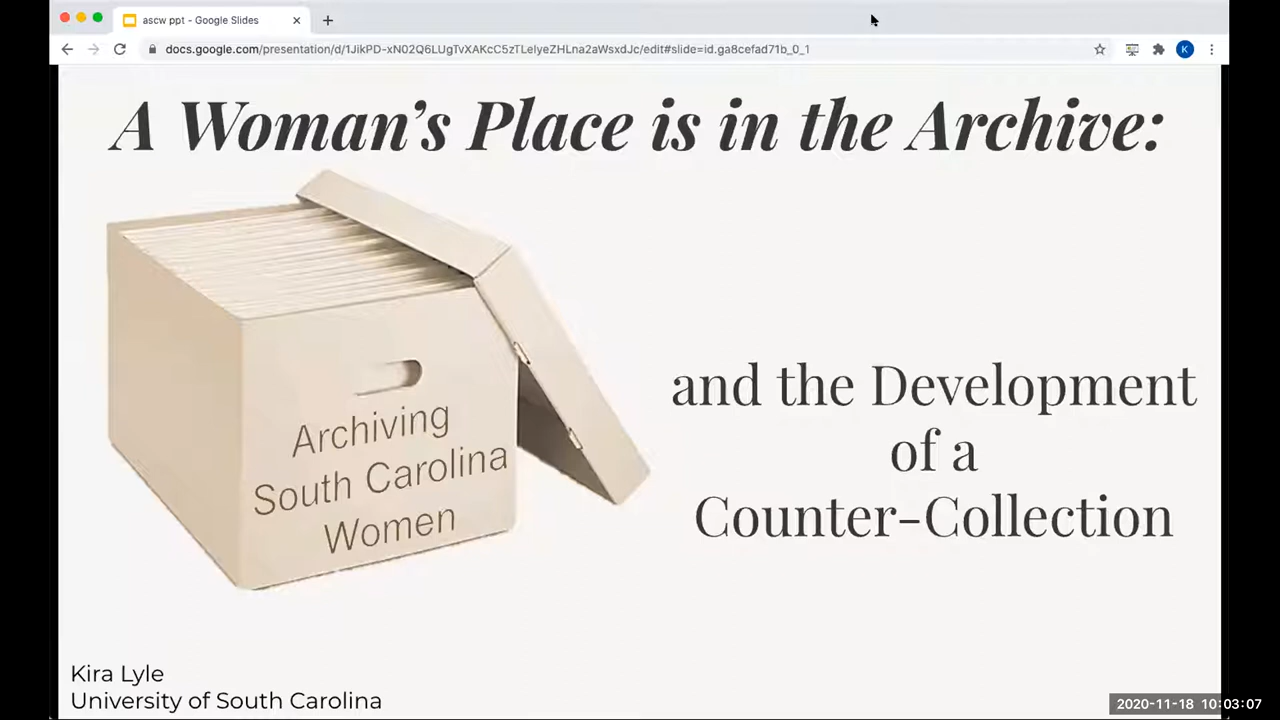 ascw ppt - Google Slides
docs.google.com/presentation/d/1JikPD-xN02Q6LUgTvXAKcC5zTLelyeZHLna2aWsxdJc/edit#slide=id.ga8cefad71b_0_1
K
A Woman's Place is in the Archive:
Archiving
South Carolina
Women
and the Development
of a
Counter-Collection
Kira Lyle
University of South Carolina
2020-11-18 10:03:07